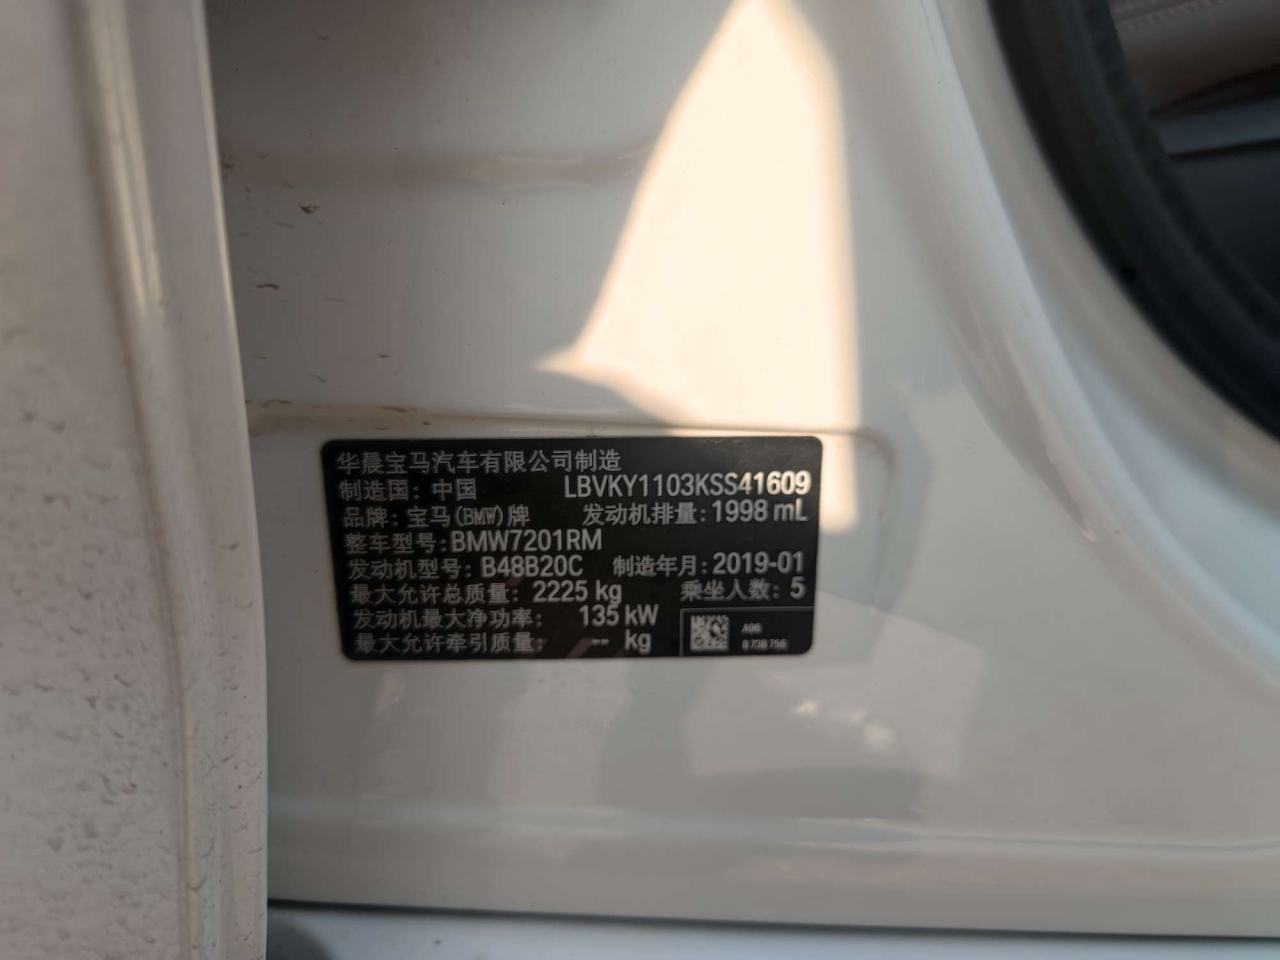 华晨宝马汽车有限公司制造
制造国: 中国 LBVKY1103KSS41609
品牌: 宝马(BMW)牌 发动机排量: 1998 mL
整车型号: BMW7201RM
发动机型号: B48B20C 制造年月: 2019-01
最大允许总质量: 2225 kg 乘坐人数: 5
发动机最大净功率: 135 kW
最大允许牵引质量: -- kg
A96